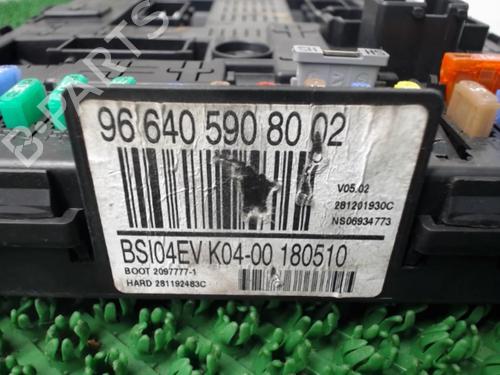 B-PARTS
96 640 590 80 02
V05.02
281201930C
NS06934773
BSI04EV K04-00 180510
BOOT 2097777-1
HARD 281192483C